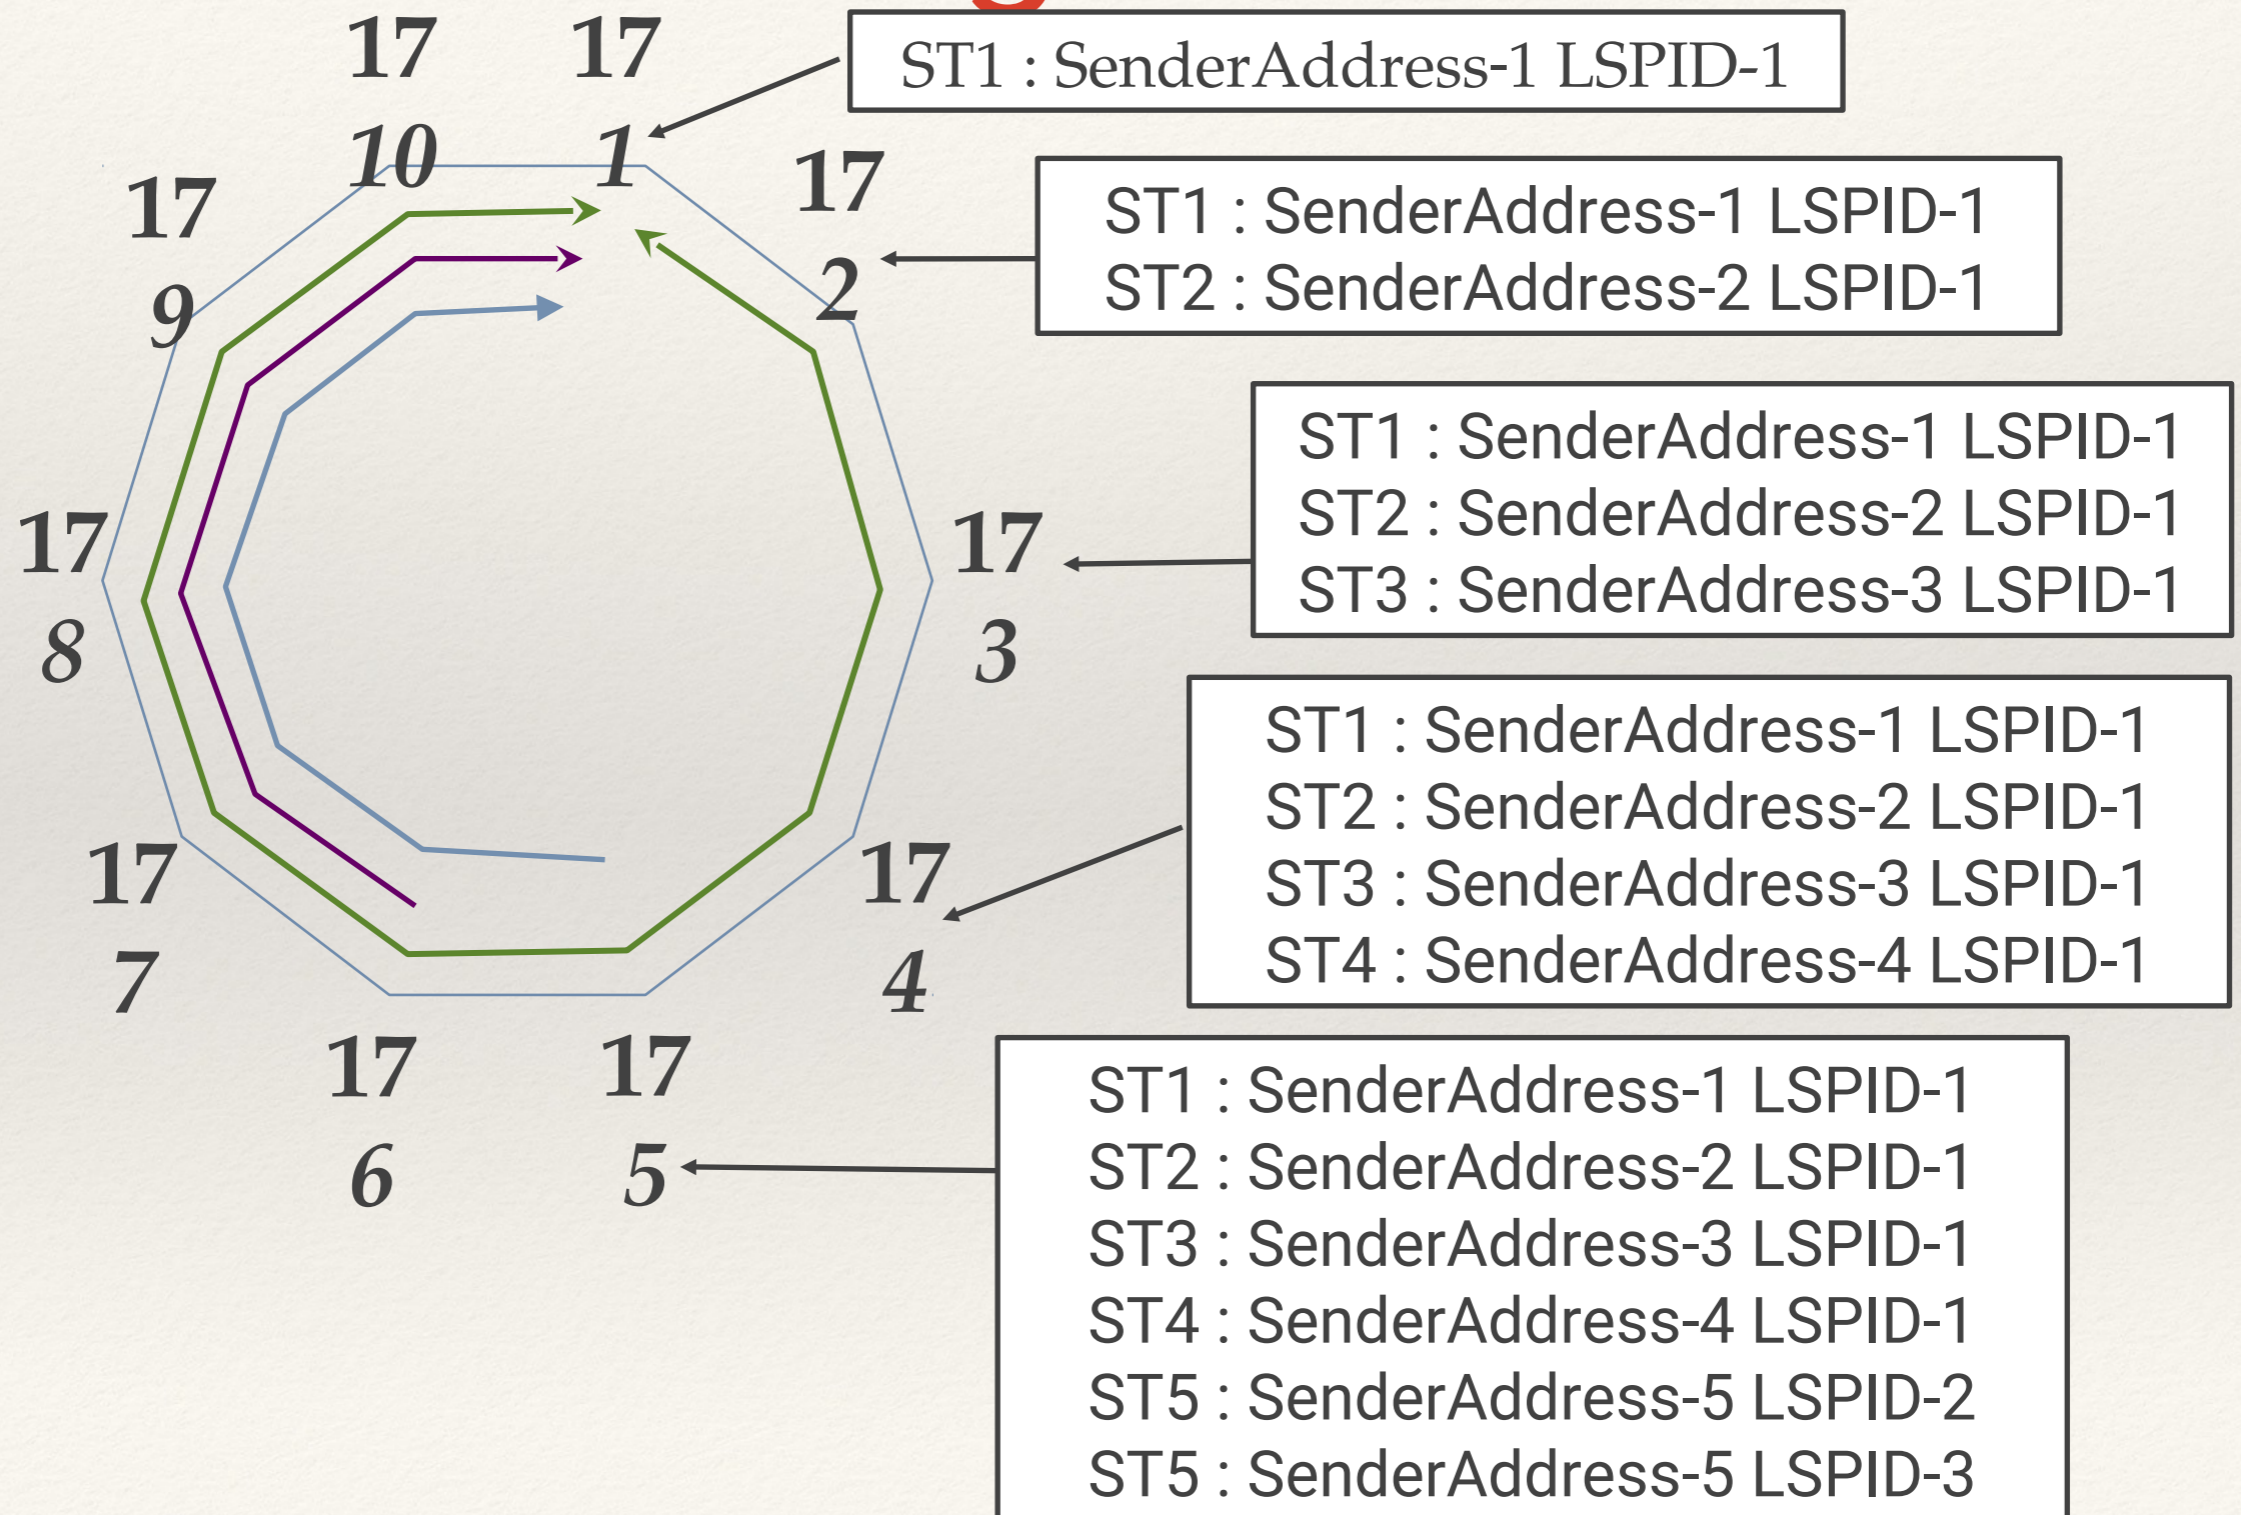 17
10
17
1
ST1 : SenderAddress-1 LSPID-1
17
2
ST1 : SenderAddress-1 LSPID-1
ST2 : SenderAddress-2 LSPID-1
17
9
17
3
ST1 : SenderAddress-1 LSPID-1
ST2 : SenderAddress-2 LSPID-1
ST3 : SenderAddress-3 LSPID-1
17
8
17
4
ST1 : SenderAddress-1 LSPID-1
ST2 : SenderAddress-2 LSPID-1
ST3 : SenderAddress-3 LSPID-1
ST4 : SenderAddress-4 LSPID-1
17
7
17
6
17
5
ST1 : SenderAddress-1 LSPID-1
ST2 : SenderAddress-2 LSPID-1
ST3 : SenderAddress-3 LSPID-1
ST4 : SenderAddress-4 LSPID-1
ST5 : SenderAddress-5 LSPID-2
ST5 : SenderAddress-5 LSPID-3